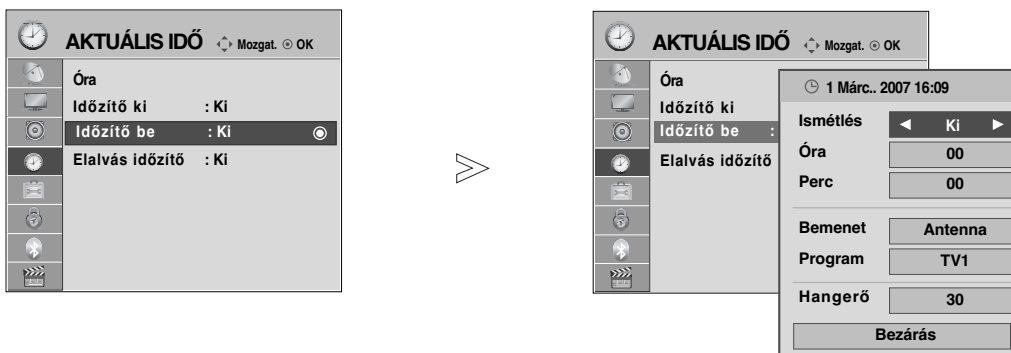 AKTUÁLIS IDŐ Mozgat. OK
Óra
Időzítő ki : Ki
Időzítő be : Ki
Elalvás időzítő : Ki
AKTUÁLIS IDŐ Mozgat. OK
Óra
Időzítő ki
Időzítő be :
Elalvás időzítő
1 Márc.. 2007 16:09
Ismétlés ◄ Ki ►
Óra 00
Perc 00
Bemenet Antenna
Program TV1
Hangerő 30
Bezárás